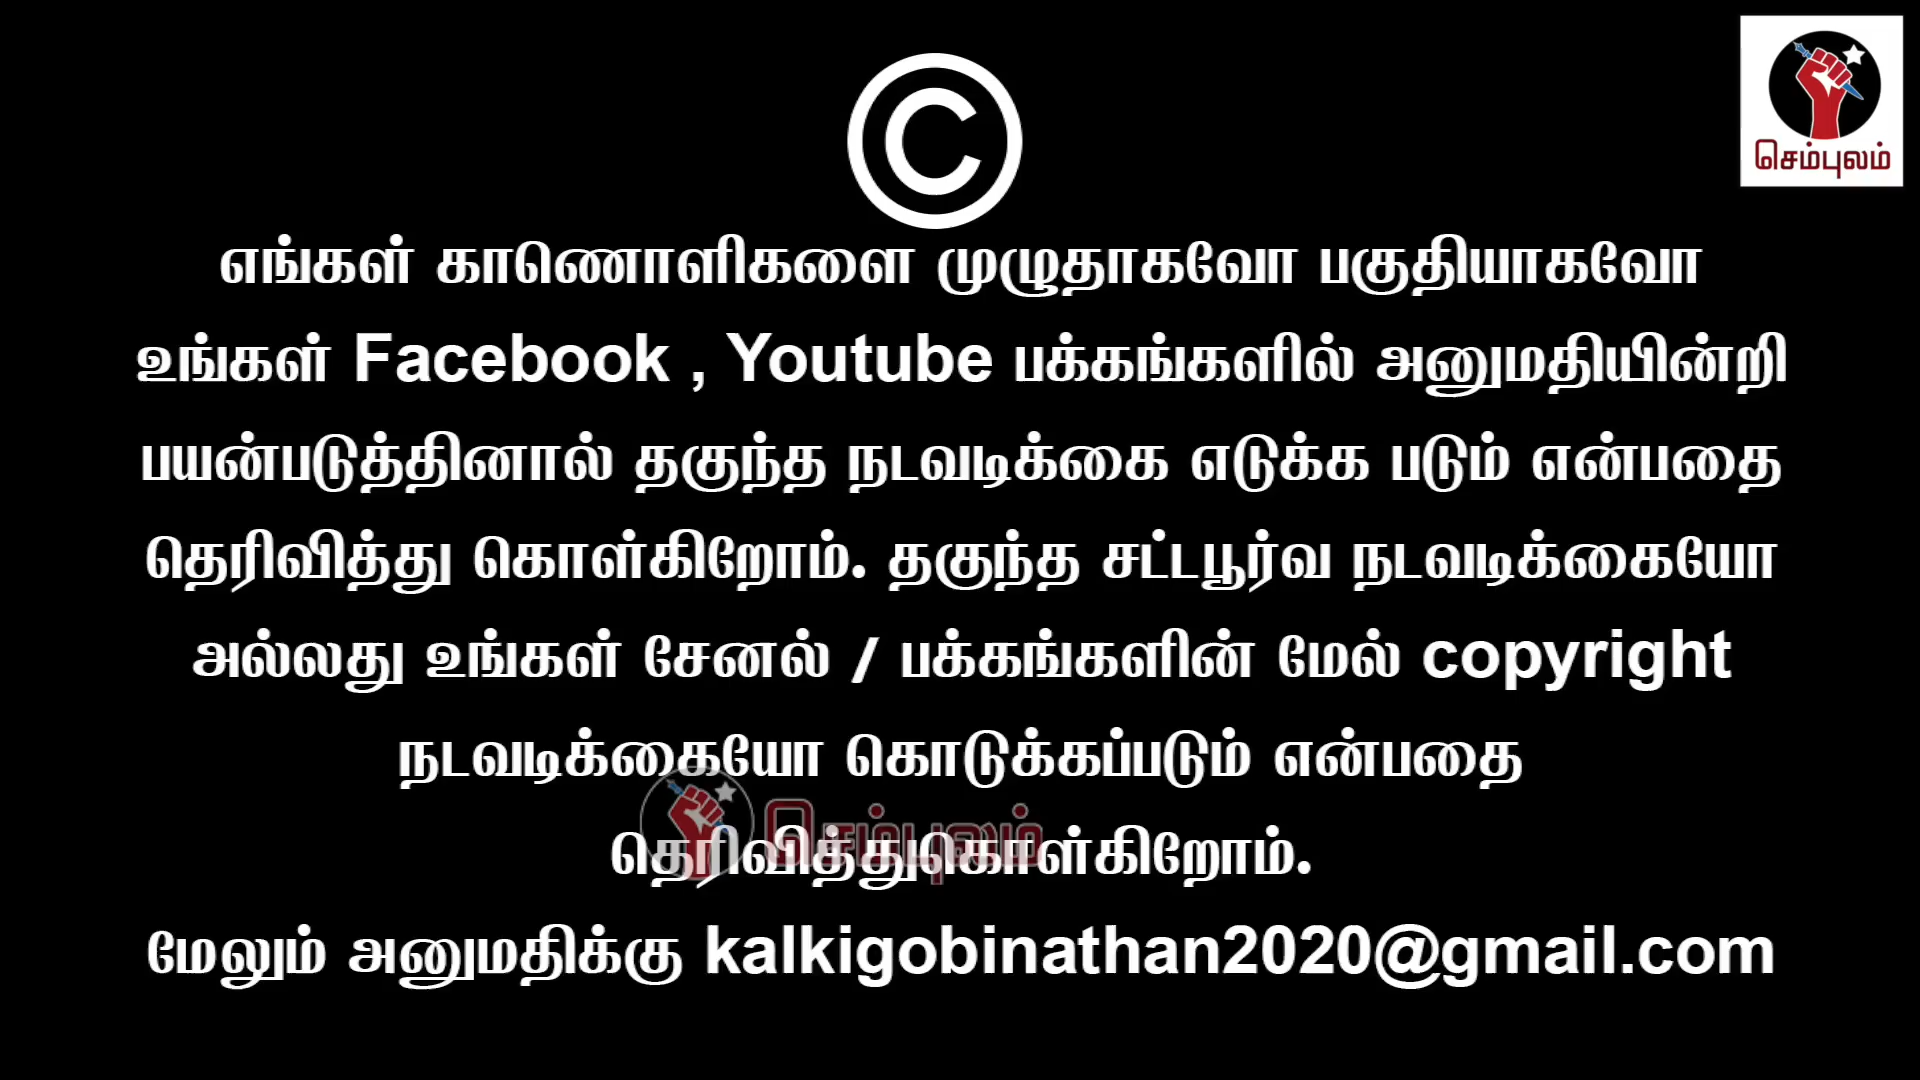 ©
செம்புலம்
எங்கள் காணொளிகளை முழுதாகவோ பகுதியாகவோ
உங்கள் Facebook , Youtube பக்கங்களில் அனுமதியின்றி
பயன்படுத்தினால் தகுந்த நடவடிக்கை எடுக்க படும் என்பதை
தெரிவித்து கொள்கிறோம். தகுந்த சட்டபூர்வ நடவடிக்கையோ
அல்லது உங்கள் சேனல் / பக்கங்களின் மேல் copyright
நடவடிக்கையோ கொடுக்கப்படும் என்பதை
செம்புலம்
தெரிவித்துகொள்கிறோம்.
மேலும் அனுமதிக்கு kalkigobinathan2020@gmail.com